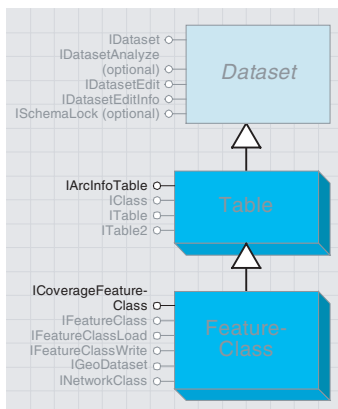 IDataset
IDatasetAnalyze
(optional)
IDatasetEdit
IDatasetEditInfo
ISchemaLock (optional)
Dataset
IArcInfoTable
IClass
ITable
ITable2
Table
ICoverageFeature-
Class
IFeatureClass
IFeatureClassLoad
IFeatureClassWrite
IGeoDataset
INetworkClass
Feature-
Class